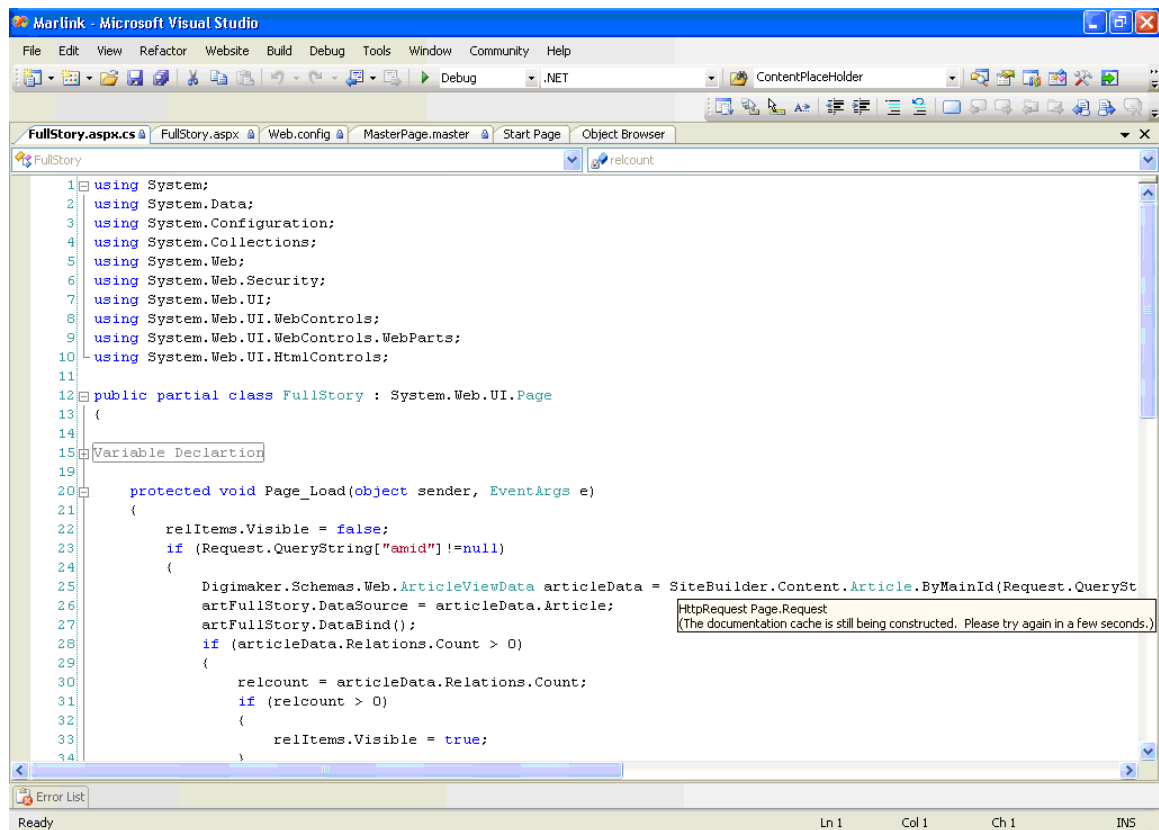 Marlink - Microsoft Visual Studio
File Edit View Refactor Website Build Debug Tools Window Community Help
Debug .NET ContentPlaceHolder
FullStory.aspx.cs FullStory.aspx Web.config MasterPage.master Start Page Object Browser
FullStory relcount
1 using System;
2 using System.Data;
3 using System.Configuration;
4 using System.Collections;
5 using System.Web;
6 using System.Web.Security;
7 using System.Web.UI;
8 using System.Web.UI.WebControls;
9 using System.Web.UI.WebControls.WebParts;
10 using System.Web.UI.HtmlControls;
11
12 public partial class FullStory : System.Web.UI.Page
13 {
14
15 Variable Declartion
19
20 protected void Page_Load(object sender, EventArgs e)
21 {
22 relItems.Visible = false;
23 if (Request.QueryString["amid"]!=null)
24 {
25 Digimaker.Schemas.Web.ArticleViewData articleData = SiteBuilder.Content.Article.ByMainId(Request.QuerySt
26 artFullStory.DataSource = articleData.Article;
HttpRequest Page.Request
(The documentation cache is still being constructed. Please try again in a few seconds.)
27 artFullStory.DataBind();
28 if (articleData.Relations.Count > 0)
29 {
30 relcount = articleData.Relations.Count;
31 if (relcount > 0)
32 {
33 relItems.Visible = true;
34 }
Error List
Ready Ln 1 Col 1 Ch 1 INS